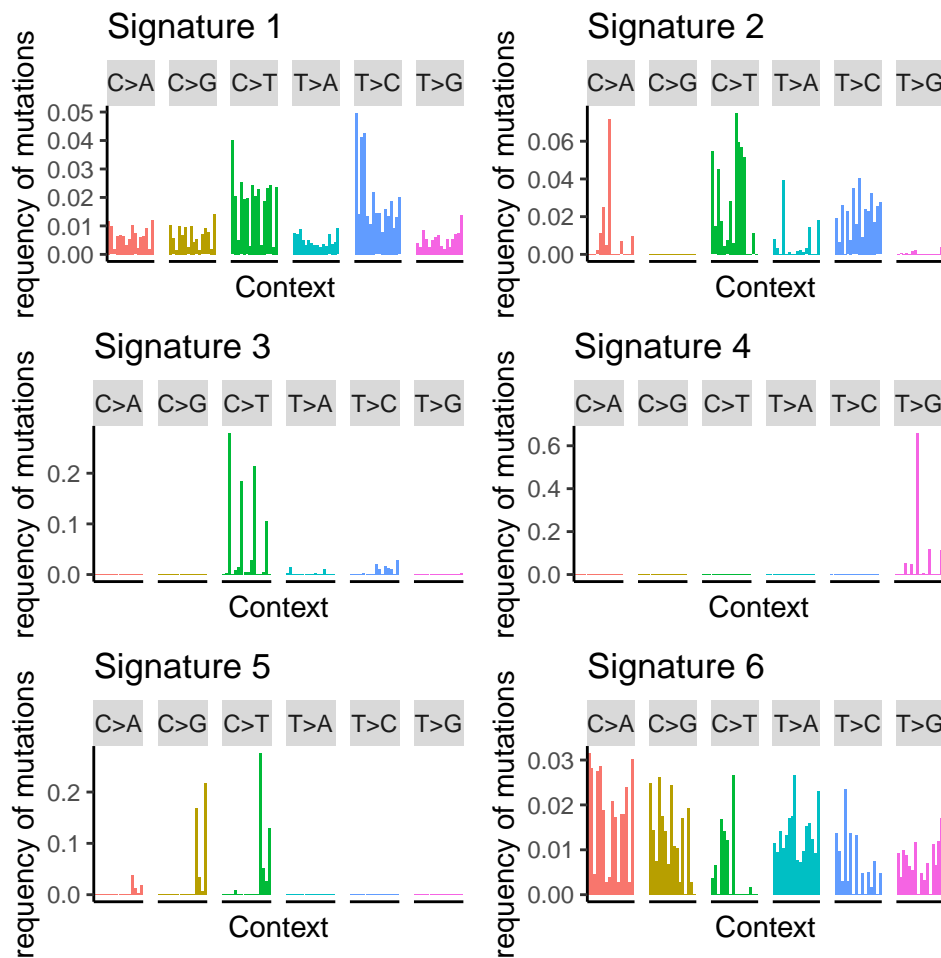 Signature 1
C>A C>G C>T T>A T>C T>G
requency of mutations
0.05
0.04
0.03
0.02
0.01
0.00
Context
Signature 2
C>A C>G C>T T>A T>C T>G
requency of mutations
0.06
0.04
0.02
0.00
Context
Signature 3
C>A C>G C>T T>A T>C T>G
requency of mutations
0.2
0.1
0.0
Context
Signature 4
C>A C>G C>T T>A T>C T>G
requency of mutations
0.6
0.4
0.2
0.0
Context
Signature 5
C>A C>G C>T T>A T>C T>G
requency of mutations
0.2
0.1
0.0
Context
Signature 6
C>A C>G C>T T>A T>C T>G
requency of mutations
0.03
0.02
0.01
0.00
Context